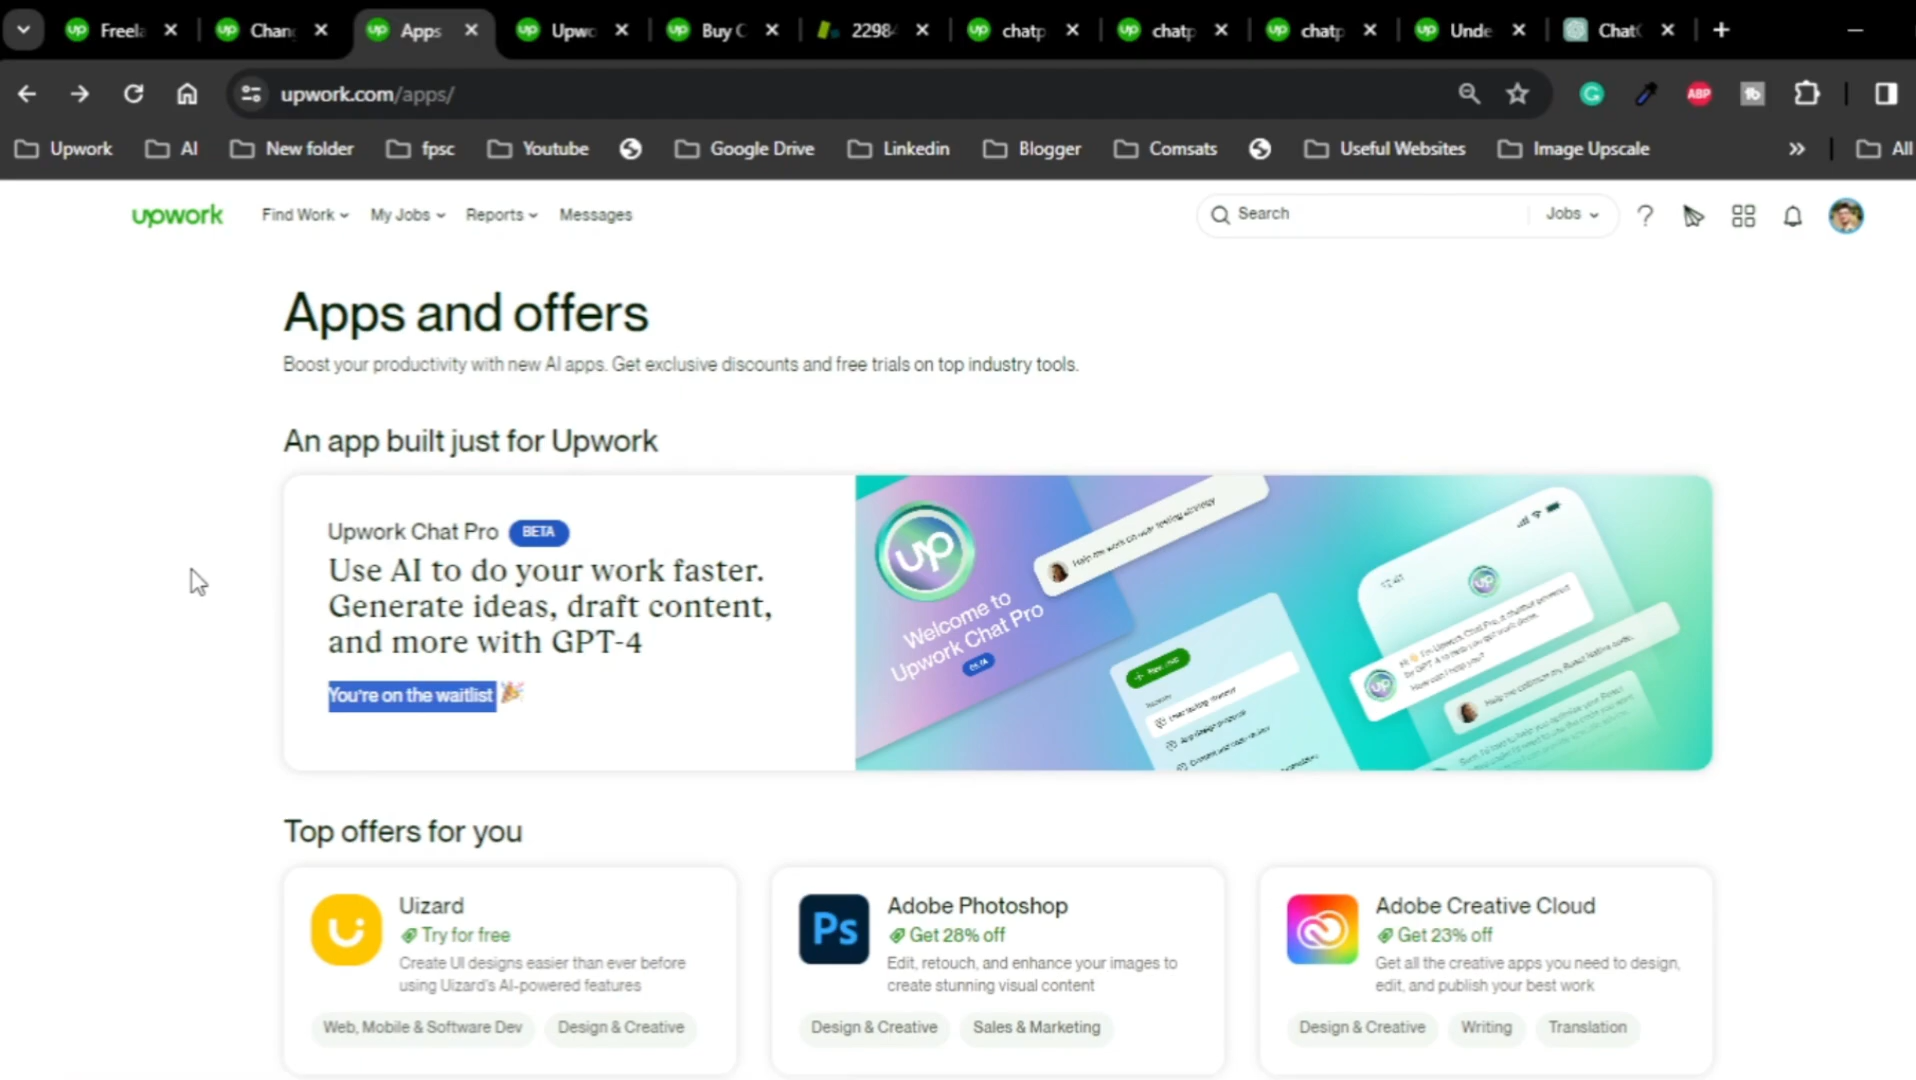 Freela
Chang
Apps
Upwo
Buy C
2298
chatp
chatp
chatp
Unde
ChatG
upwork.com/apps/
ABP
Upwork
AI
New folder
fpsc
Youtube
Google Drive
Linkedin
Blogger
Comsats
Useful Websites
Image Upscale
All
upwork
Find Work
My Jobs
Reports
Messages
Search
Jobs
Apps and offers
Boost your productivity with new AI apps. Get exclusive discounts and free trials on top industry tools.
An app built just for Upwork
Upwork Chat Pro BETA
Use AI to do your work faster.
Generate ideas, draft content,
and more with GPT-4
You're on the waitlist
up
Welcome to
Upwork Chat Pro
BETA
Top offers for you
Uizard
Try for free
Create UI designs easier than ever before
using Uizard's AI-powered features
Web, Mobile & Software Dev
Design & Creative
Ps
Adobe Photoshop
Get 28% off
Edit, retouch, and enhance your images to
create stunning visual content
Design & Creative
Sales & Marketing
Adobe Creative Cloud
Get 23% off
Get all the creative apps you need to design,
edit, and publish your best work
Design & Creative
Writing
Translation